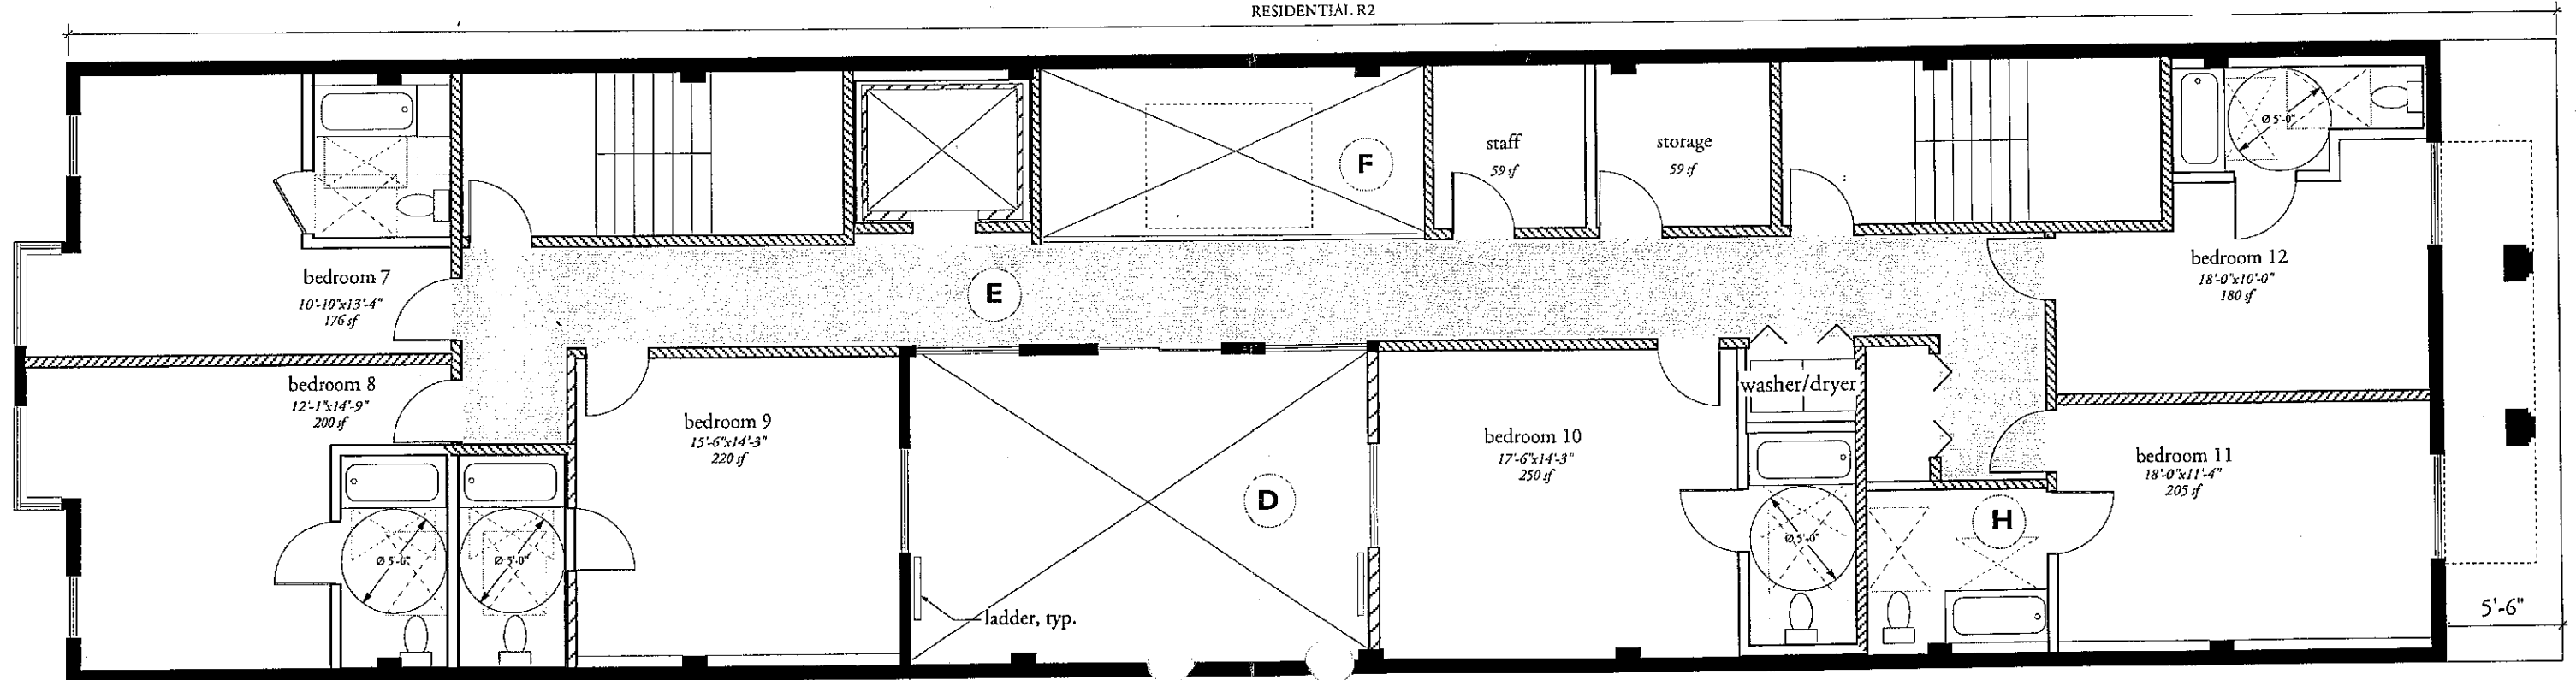 RESIDENTIAL R2
Ø 5'-0"
F
staff
59 sf
storage
59 sf
bedroom 7
10'-10"x13'-4"
176 sf
E
bedroom 12
18'-0"x10'-0"
180 sf
bedroom 8
12'-1"x14'-9"
200 sf
washer/dryer
bedroom 9
15'-6"x14'-3"
220 sf
bedroom 10
17'-6"x14'-3"
250 sf
bedroom 11
18'-0"x11'-4"
205 sf
D
H
Ø 5'-0"
Ø 5'-0"
Ø 5'-0"
ladder, typ.
5'-6"